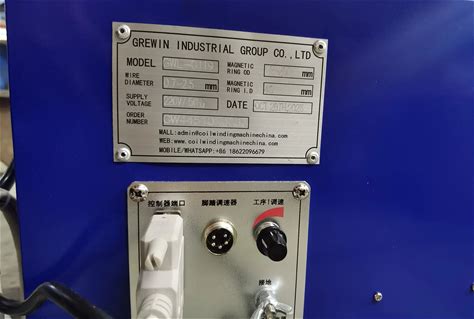 GREWIN INDUSTRIAL GROUP CO.,LTD
MODEL MAGNETIC RING OD mm
WIRE DIAMETER MAGNETIC RING I.D mm
SUPPLY VOLTAGE DATE
ORDER NUMBER
MALL:admin@coilwindingmachinechina.com
WEB:www.coilwindingmachinechina.com
MOBILE/WHATSAPP:+86 18622096679
控制器端口 脚踏调速器 工序1调速
接地